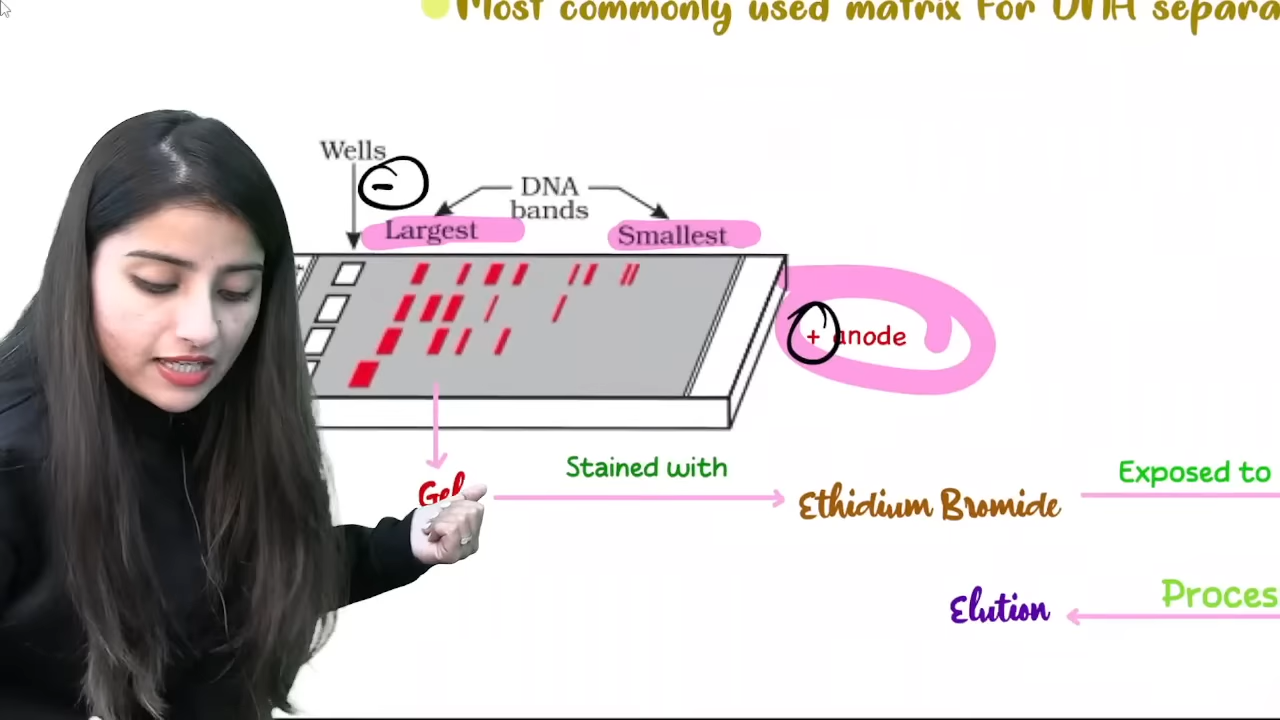 Most commonly used matrix for DNA separa
Wells
-
DNA
bands
Largest
Smallest
+ anode
Gel
Stained with
Ethidium Bromide
Exposed to
Elution
Proces